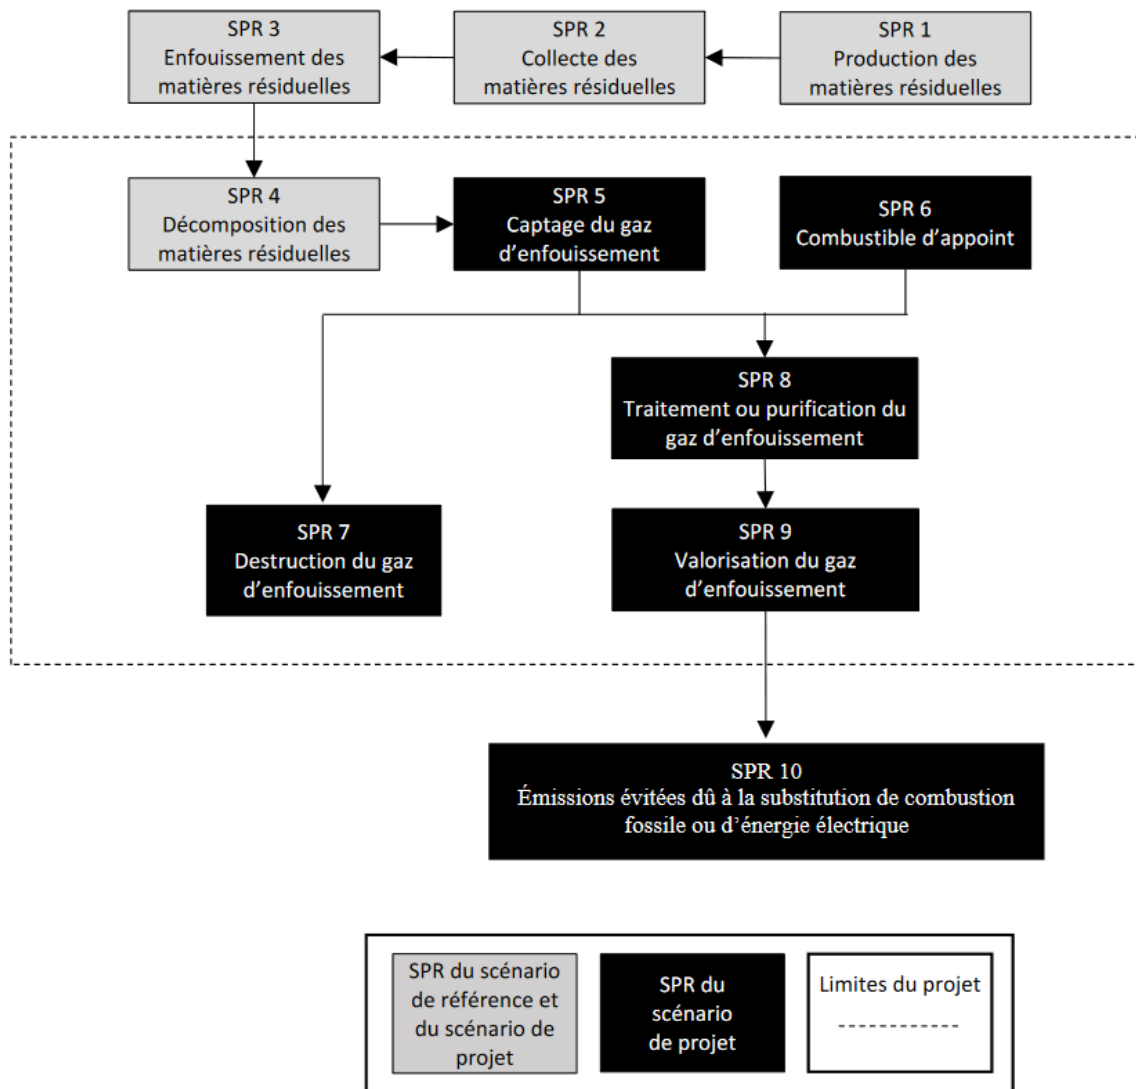 SPR 3
Enfouissement des
matières résiduelles
SPR 2
Collecte des
matières résiduelles
SPR 1
Production des
matières résiduelles
SPR 4
Décomposition des
matières résiduelles
SPR 5
Captage du gaz
d'enfouissement
SPR 6
Combustible d'appoint
SPR 8
Traitement ou purification du
gaz d'enfouissement
SPR 7
Destruction du gaz
d'enfouissement
SPR 9
Valorisation du gaz
d'enfouissement
SPR 10
Émissions évitées dû à la substitution de combustion
fossile ou d'énergie électrique
SPR du scénario
de référence et
du scénario de
projet
SPR du
scénario
de projet
Limites du projet